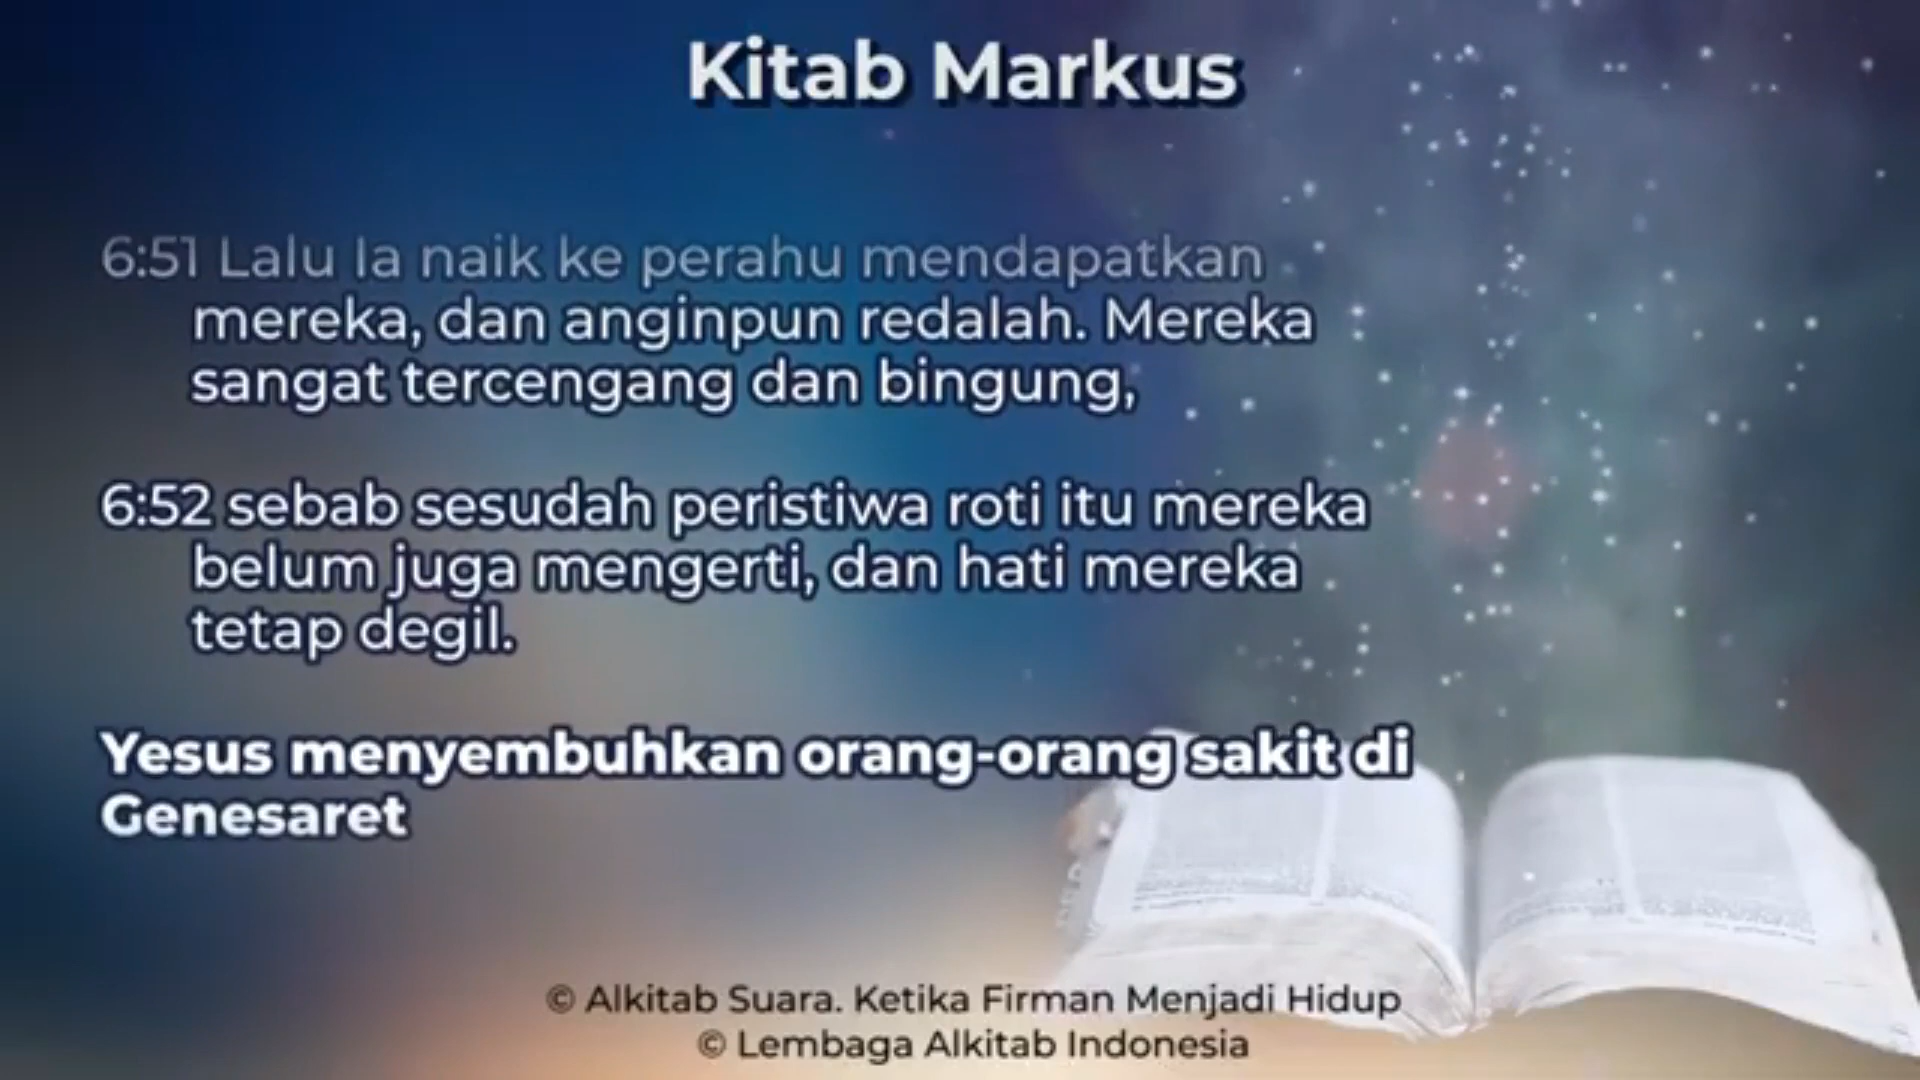 Kitab Markus
6:51 Lalu Ia naik ke perahu mendapatkan
mereka, dan anginpun redalah. Mereka
sangat tercengang dan bingung,
6:52 sebab sesudah peristiwa roti itu mereka
belum juga mengerti, dan hati mereka
tetap degil.
Yesus menyembuhkan orang-orang sakit di
Genesaret
© Alkitab Suara. Ketika Firman Menjadi Hidup
© Lembaga Alkitab Indonesia